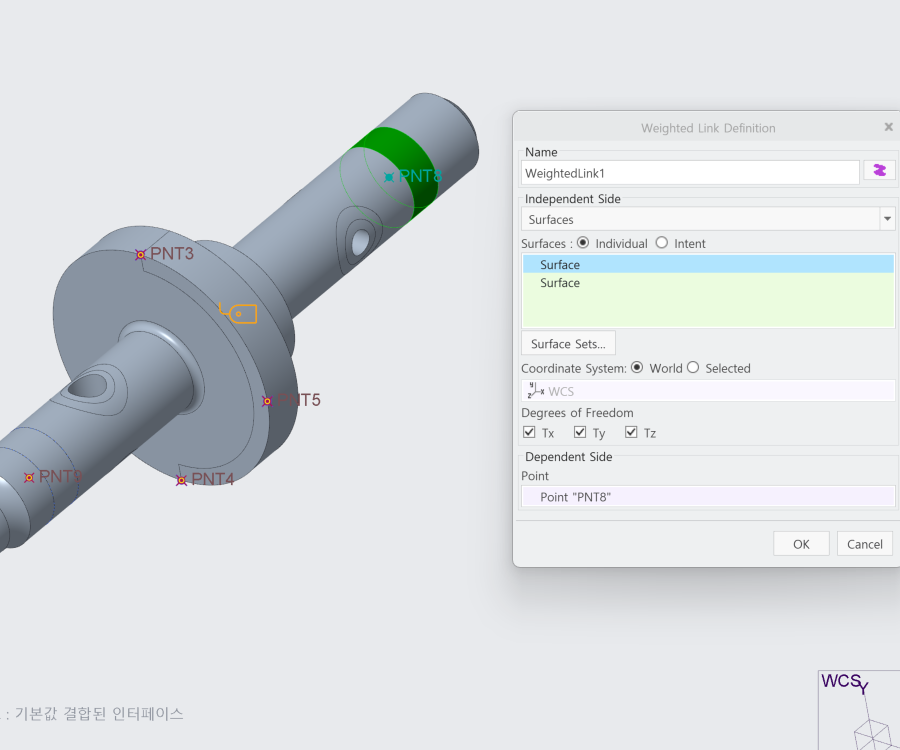 PNT8
PNT3
PNT5
PNT4
Weighted Link Definition
Name
WeightedLink1
Independent Side
Surfaces
Surfaces : Individual Intent
Surface
Surface
Surface Sets...
Coordinate System: World Selected
WCS
Degrees of Freedom
Tx Ty Tz
Dependent Side
Point
Point "PNT8"
OK Cancel
WCS
Y
: 기본값 결합된 인터페이스